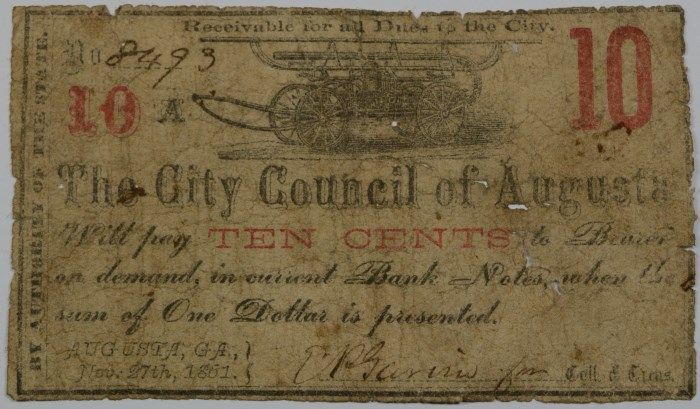 Receivable for all Dues to the City.
No 8493
10 A 10
The City Council of Augusta
Will pay TEN CENTS to Bearer
on demand, in current Bank Notes, when the
sum of One Dollar is presented.
AUGUSTA, GA.,
Nov. 27th, 1861.
for Coll. & Treas.
BY AUTHORITY OF THE STATE.